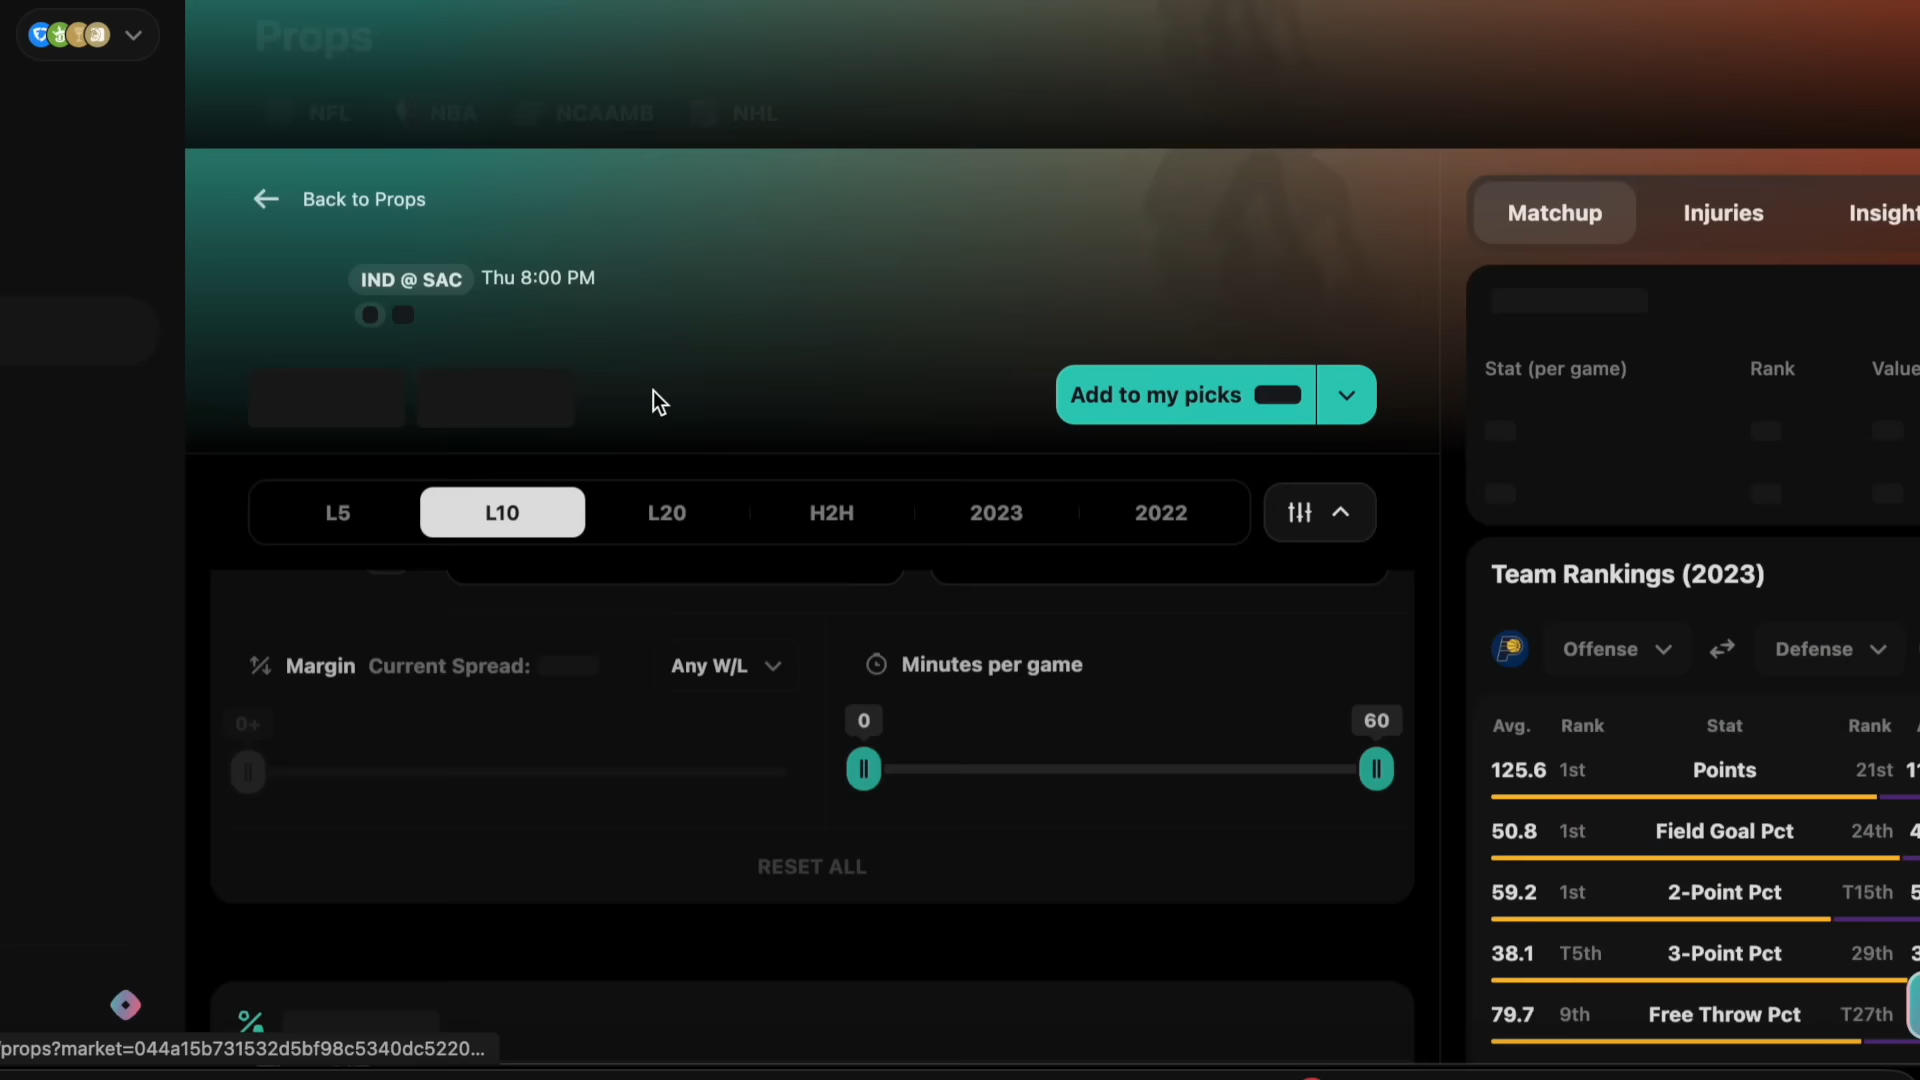 Props
NFL
NBA
NCAAMB
NHL
Back to Props
IND @ SAC
Thu 8:00 PM
Add to my picks
L5
L10
L20
H2H
2023
2022
Margin
Current Spread:
Any W/L
Minutes per game
0+
0
60
RESET ALL
/props?market=044a15b731532d5bf98c5340dc5220...
Matchup
Injuries
Insight
Stat (per game)
Rank
Value
Team Rankings (2023)
Offense
Defense
Avg. Rank Stat Rank
125.6 1st Points 21st
50.8 1st Field Goal Pct 24th
59.2 1st 2-Point Pct T15th
38.1 T5th 3-Point Pct 29th
79.7 9th Free Throw Pct T27th